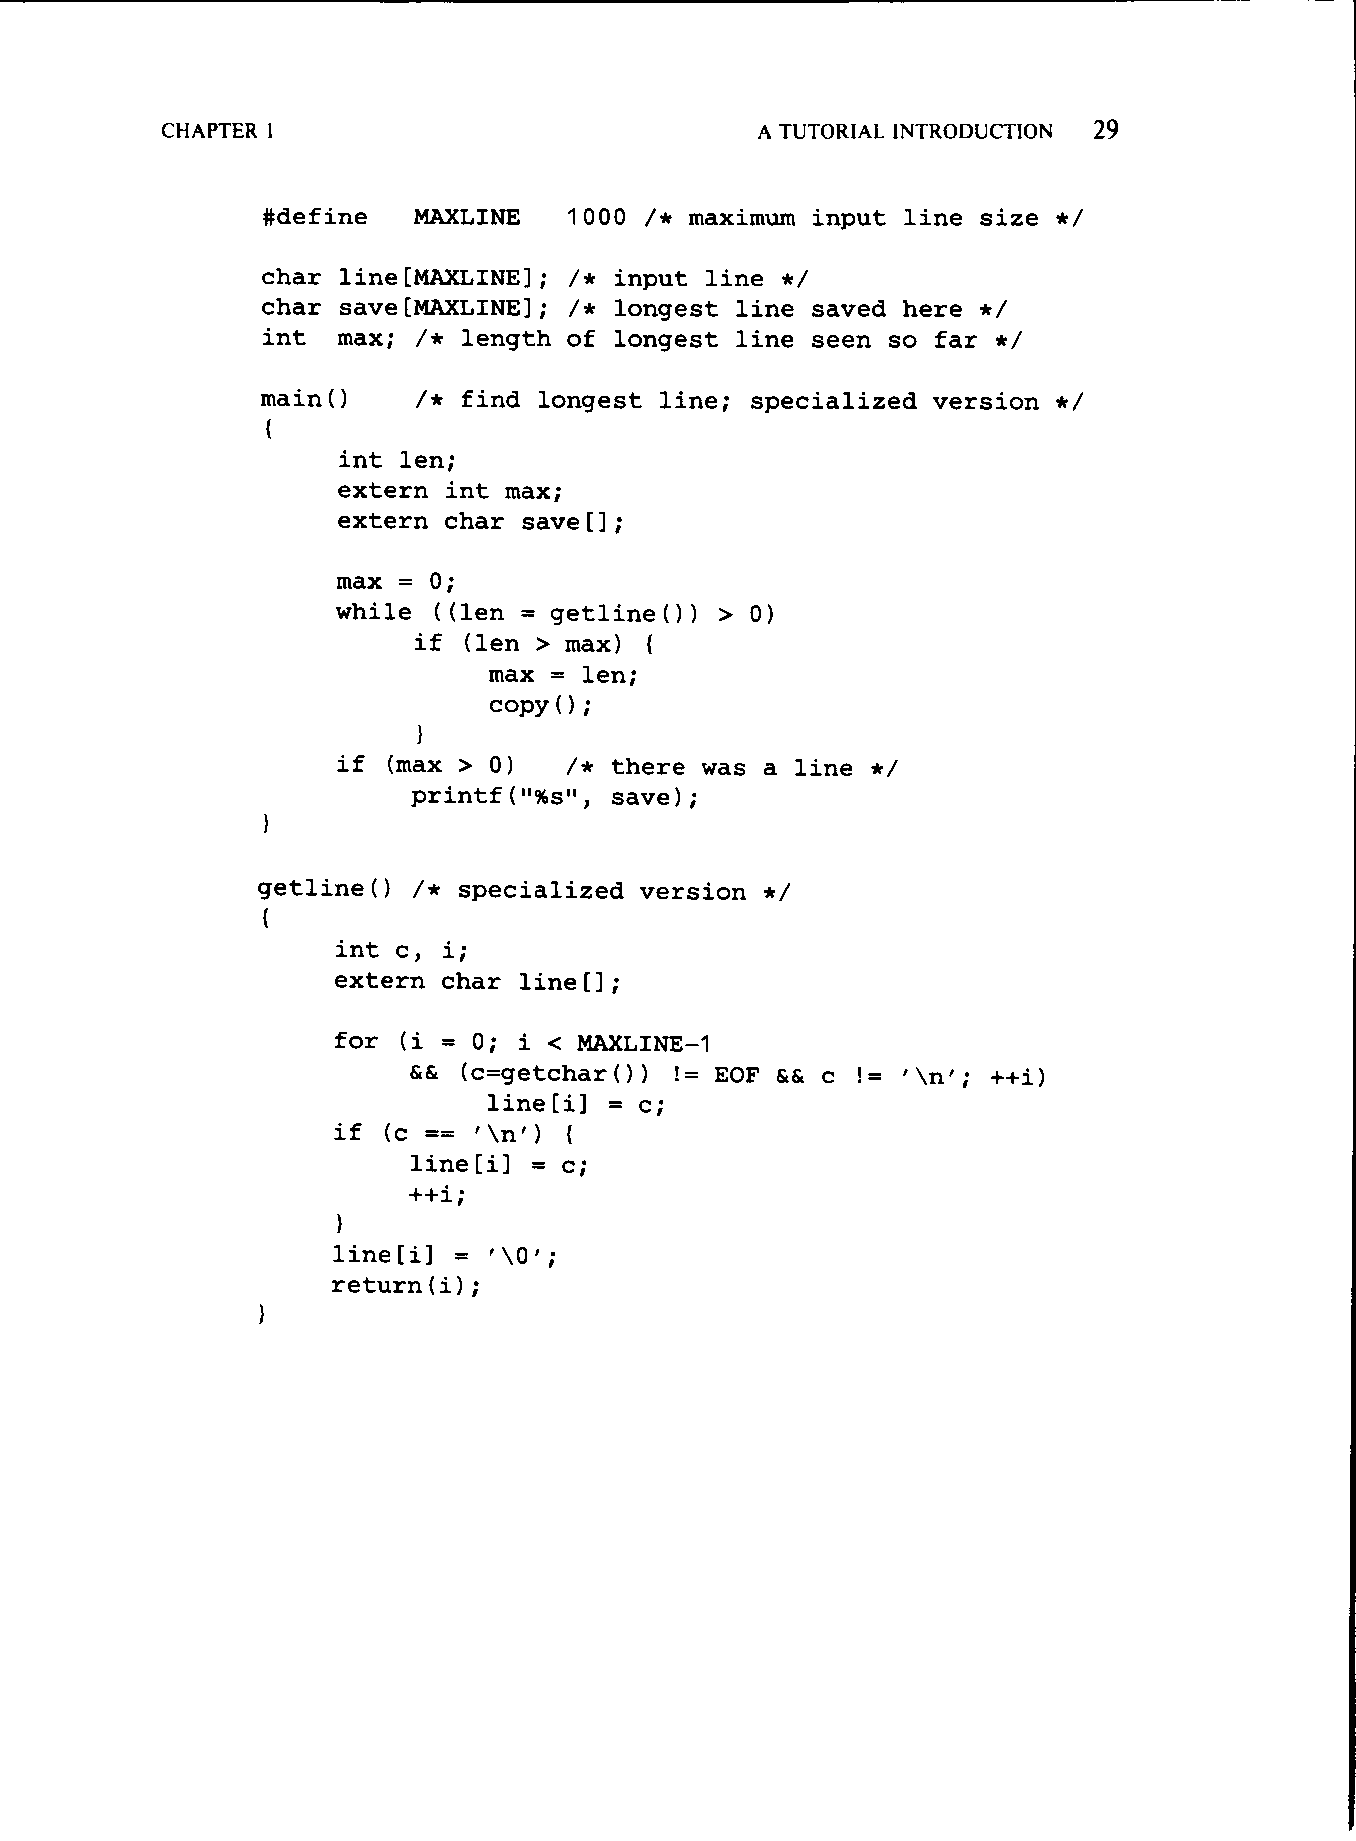 CHAPTER 1 A TUTORIAL INTRODUCTION 29
#define MAXLINE 1000 /* maximum input line size */
char line[MAXLINE]; /* input line */
char save[MAXLINE]; /* longest line saved here */
int max; /* length of longest line seen so far */
main() /* find longest line; specialized version */
{
int len;
extern int max;
extern char save[];
max = 0;
while ((len = getline()) > 0)
if (len > max) {
max = len;
copy();
}
if (max > 0) /* there was a line */
printf("%s", save);
}
getline() /* specialized version */
{
int c, i;
extern char line[];
for (i = 0; i < MAXLINE-1
&& (c=getchar()) != EOF && c != '\n'; ++i)
line[i] = c;
if (c == '\n') {
line[i] = c;
++i;
}
line[i] = '\0';
return(i);
}